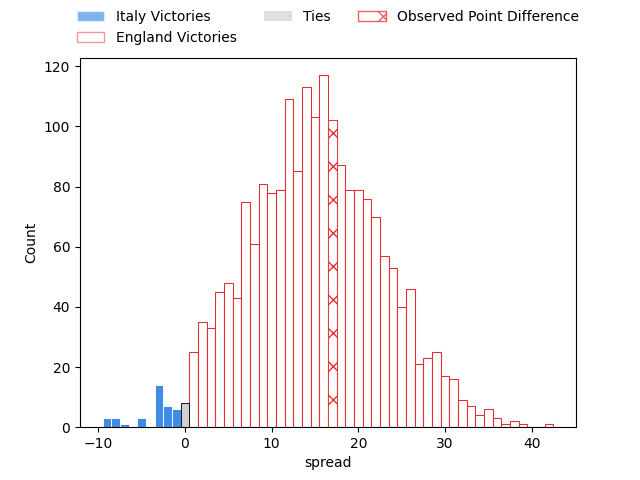 Italy Victories
Ties
Observed Point Difference
England Victories
120
100
80
60
40
20
0
Count
−10
0
10
20
30
40
spread